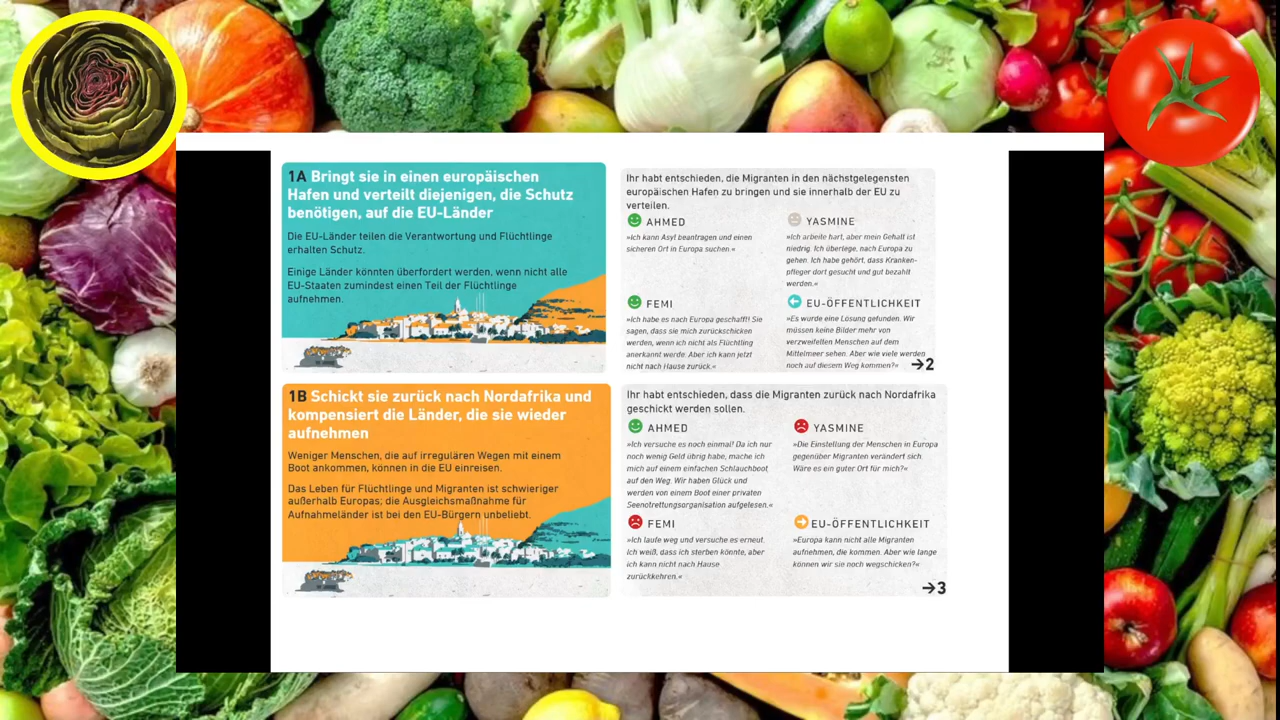 1A Bringt sie in einen europäischen
Hafen und verteilt diejenigen, die Schutz
benötigen, auf die EU-Länder
Die EU-Länder teilen die Verantwortung und Flüchtlinge
erhalten Schutz.
Einige Länder könnten überfordert werden, wenn nicht alle
EU-Staaten zumindest einen Teil der Flüchtlinge
aufnehmen.
Ihr habt entschieden, die Migranten in den nächstgelegensten
europäischen Hafen zu bringen und sie innerhalb der EU zu
verteilen.
AHMED
»Ich kann Asyl beantragen und einen
sicheren Ort in Europa suchen.«
YASMINE
»Ich arbeite hart, aber mein Gehalt ist
niedrig. Ich überlege, nach Europa zu
gehen. Ich habe gehört, dass Kranken-
pfleger dort gesucht und gut bezahlt
werden.«
FEMI
»Ich habe es nach Europa geschafft! Sie
sagen, dass sie mich zurückschicken
werden, wenn ich nicht als Flüchtling
anerkannt werde. Aber ich kann jetzt
nicht nach Hause zurück.«
EU-ÖFFENTLICHKEIT
»Es wurde eine Lösung gefunden. Wir
müssen keine Bilder mehr von
verzweifelten Menschen auf dem
Mittelmeer sehen. Aber wie viele werden
noch auf diesem Weg kommen?«
→2
1B Schickt sie zurück nach Nordafrika und
kompensiert die Länder, die sie wieder
aufnehmen
Weniger Menschen, die auf irregulären Wegen mit einem
Boot ankommen, können in die EU einreisen.
Das Leben für Flüchtlinge und Migranten ist schwieriger
außerhalb Europas; die Ausgleichsmaßnahme für
Aufnahmeländer ist bei den EU-Bürgern unbeliebt.
Ihr habt entschieden, dass die Migranten zurück nach Nordafrika
geschickt werden sollen.
AHMED
»Ich versuche es noch einmal! Da ich nur
noch wenig Geld übrig habe, mache ich
mich auf einem einfachen Schlauchboot
auf den Weg. Wir haben Glück und
werden von einem Boot einer privaten
Seenotrettungsorganisation aufgelesen.«
YASMINE
»Die Einstellung der Menschen in Europa
gegenüber Migranten verändert sich.
Wäre es ein guter Ort für mich?«
FEMI
»Ich laufe weg und versuche es erneut.
Ich weiß, dass ich sterben könnte, aber
ich kann nicht nach Hause
zurückkehren.«
EU-ÖFFENTLICHKEIT
»Europa kann nicht alle Migranten
aufnehmen, die kommen. Aber wie lange
können wir sie noch wegschicken?«
→3